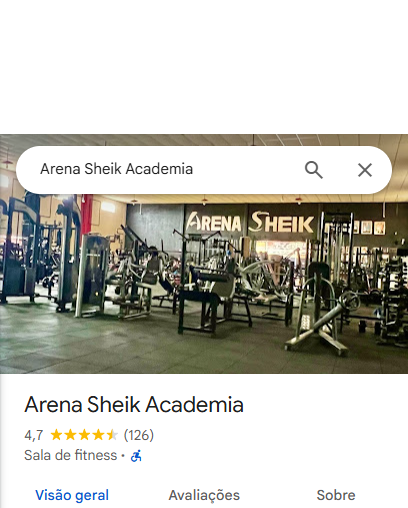 Arena Sheik Academia
ARENA SHEIK
Arena Sheik Academia
4,7 (126)
Sala de fitness ·
Visão geral Avaliações Sobre